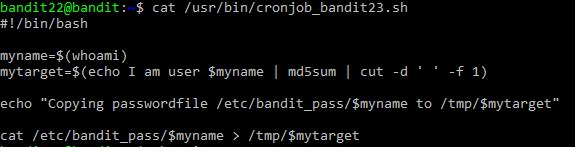 bandit22@bandit:~$ cat /usr/bin/cronjob_bandit23.sh
#!/bin/bash
myname=$(whoami)
mytarget=$(echo I am user $myname | md5sum | cut -d ' ' -f 1)
echo "Copying passwordfile /etc/bandit_pass/$myname to /tmp/$mytarget"
cat /etc/bandit_pass/$myname > /tmp/$mytarget